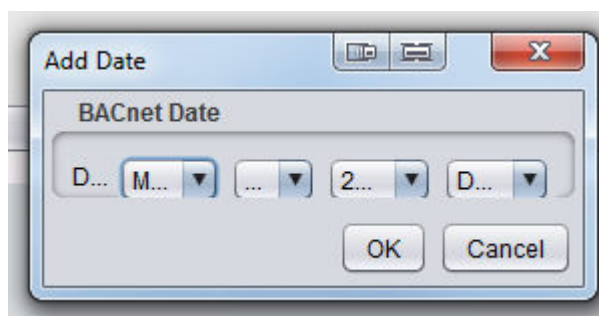 Add Date
BACnet Date
D... M... ... 2... D...
OK Cancel